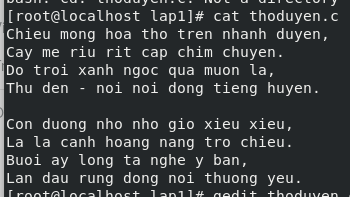 bash: cd: thoduyen.c: Not a directory
[root@localhost lap1]# cat thoduyen.c
Chieu mong hoa tho tren nhanh duyen,
Cay me riu rit cap chim chuyen.
Do troi xanh ngoc qua muon la,
Thu den - noi noi dong tieng huyen.

Con duong nho nho gio xieu xieu,
La la canh hoang nang tro chieu.
Buoi ay long ta nghe y ban,
Lan dau rung dong noi thuong yeu.
[root@localhost lap1]# gedit thoduyen